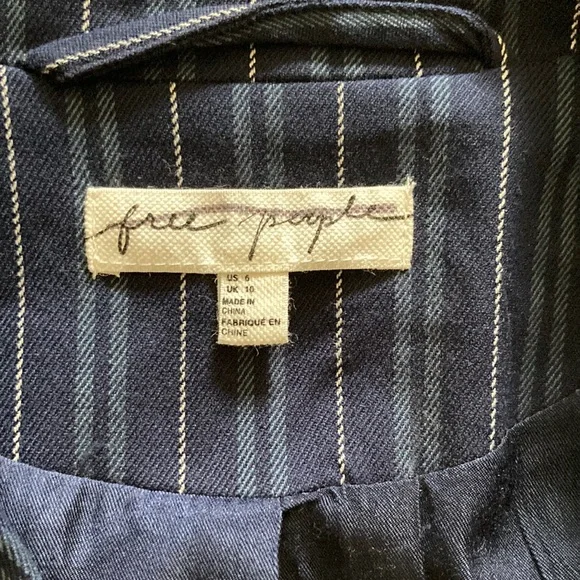 free people
US 6
UK 10
MADE IN
CHINA
FABRIQUÉ EN
CHINE